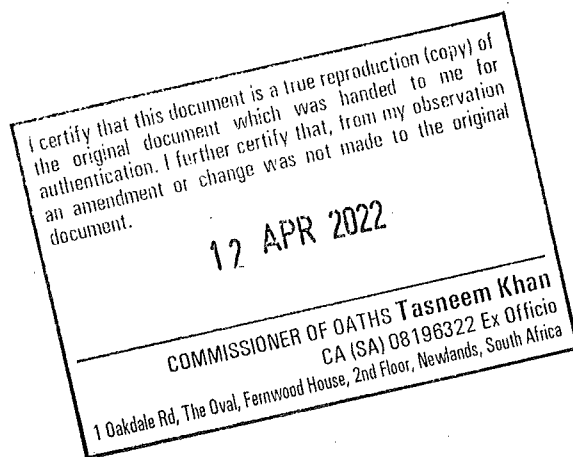 I certify that this document is a true reproduction (copy) of
the original document which was handed to me for
authentication. I further certify that, from my observation
an amendment or change was not made to the original
document.
12 APR 2022
COMMISSIONER OF OATHS Tasneem Khan
CA (SA) 08196322 Ex Officio
1 Oakdale Rd, The Oval, Fernwood House, 2nd Floor, Newlands, South Africa